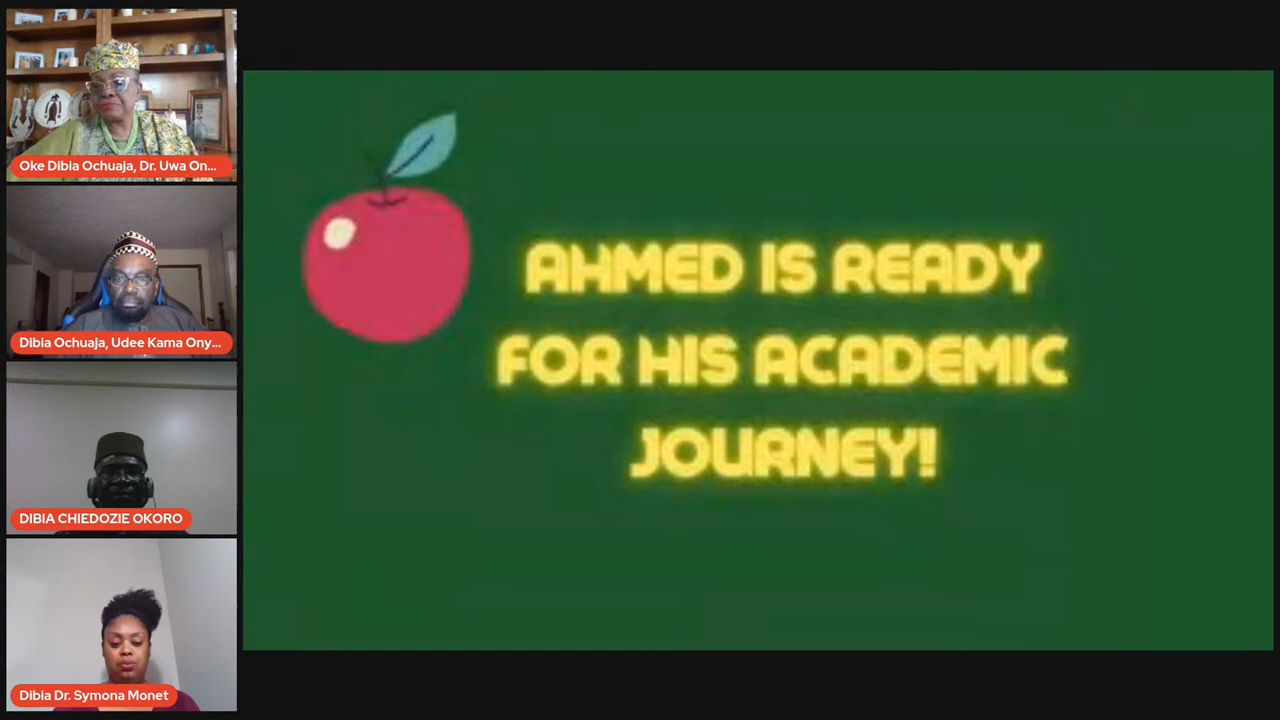 Oke Dibia Ochuaja, Dr. Uwa On...
Dibia Ochuaja, Udee Kama Ony...
DIBIA CHIEDOZIE OKORO
Dibia Dr. Symona Monet
AHMED IS READY
FOR HIS ACADEMIC
JOURNEY!